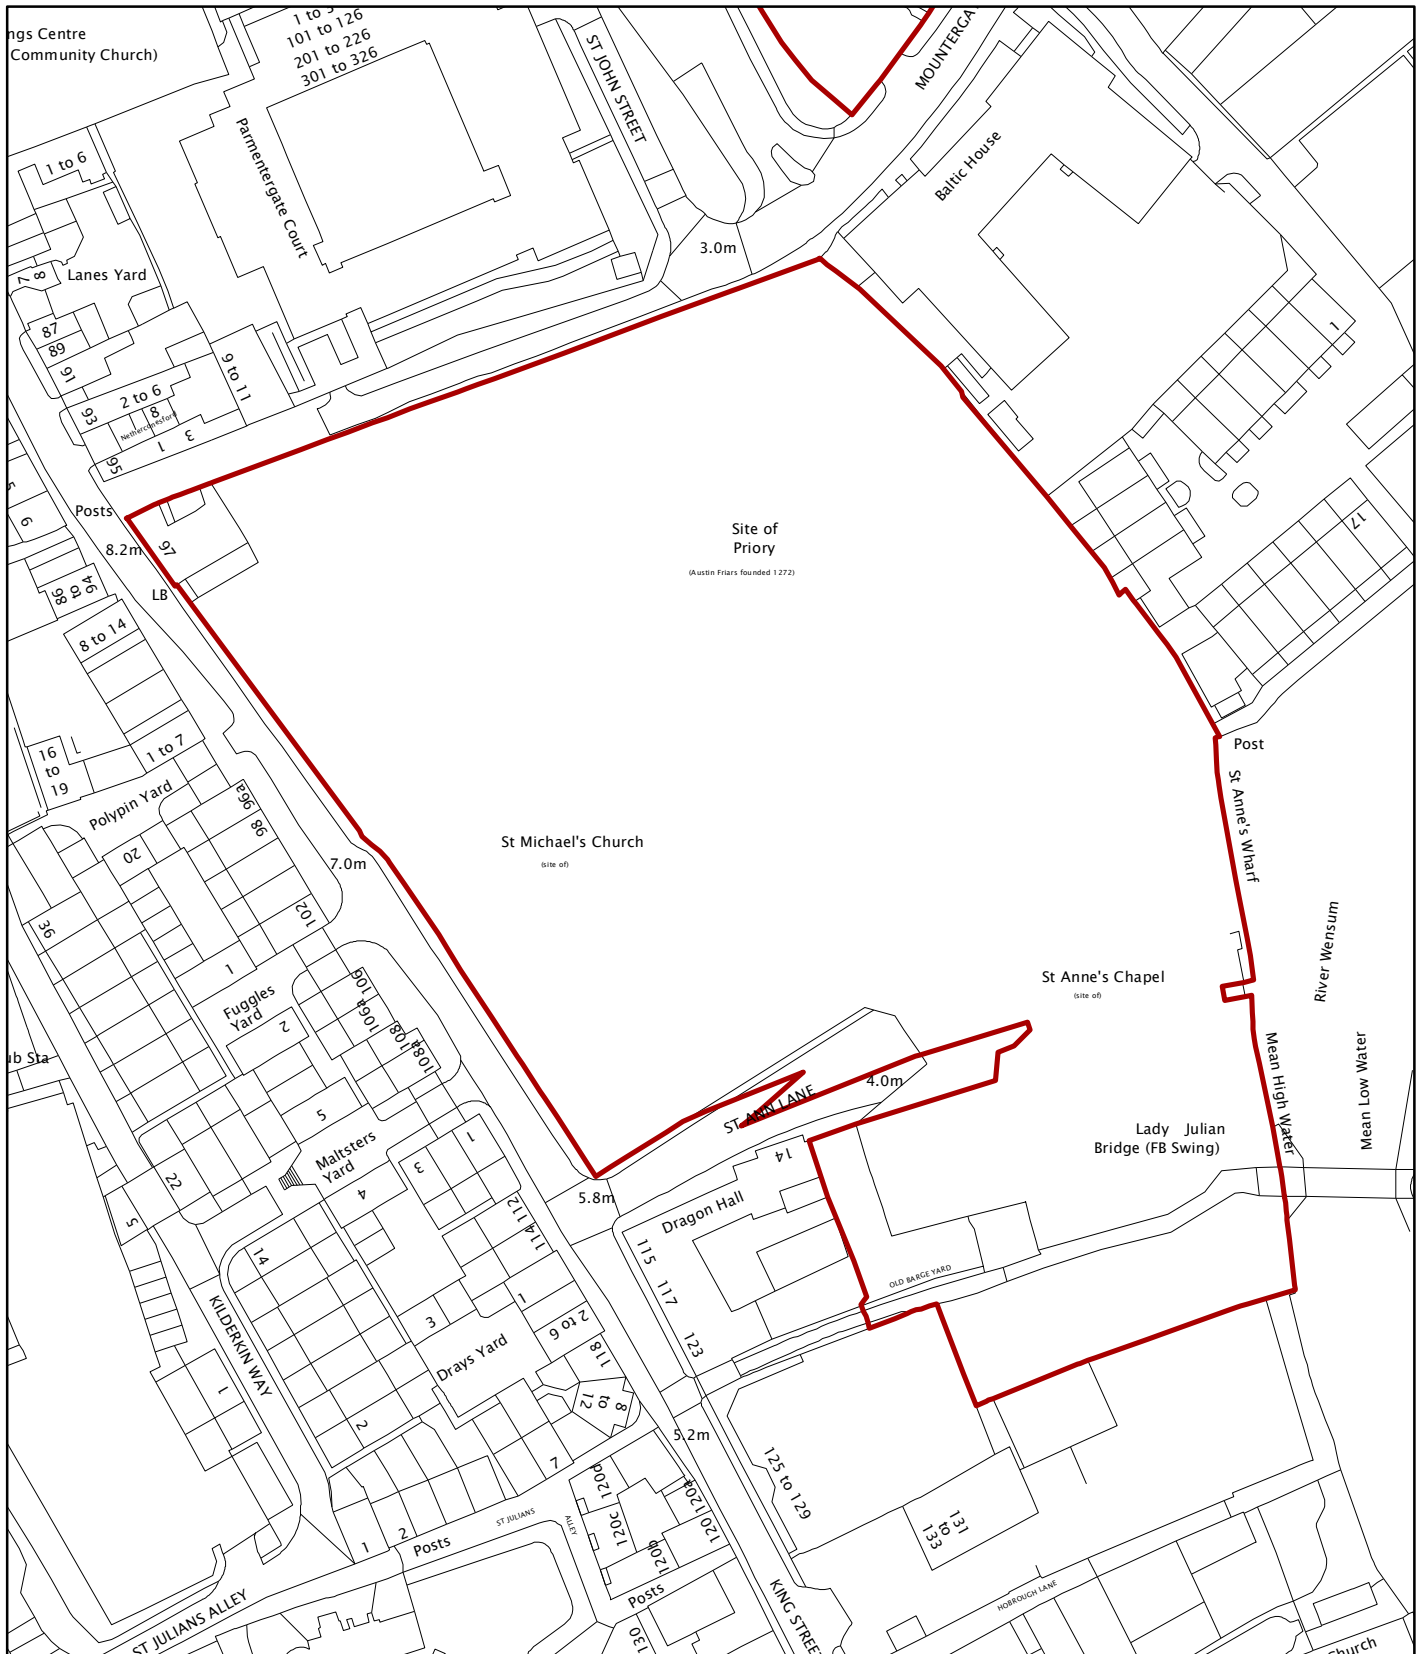 ngs Centre
Community Church)
101 to 126
201 to 226
301 to 326
ST JOHN STREET
MOUNTERGA
Parmentergate Court
Baltic House
1 to 6
3.0m
7
8
Lanes Yard
87
89
91
93
2 to 6
8
9 to 11
1
3
95
1
17
5
9
Posts
8.2m
97
LB
Site of
Priory
(Austin Friars founded 1272)
94
to
98
8 to 14
16
to
19
1 to 7
Polypin Yard
Post
St Anne's Wharf
20
96a
98
7.0m
St Michael's Church
(site of)
36
102
1
Fuggles
Yard
2
106
106a
108
108a
River Wensum
St Anne's Chapel
(site of)
ub Sta
Mean High Water
Mean Low Water
4.0m
ST ANN LANE
5
Maltsters
Yard
1
3
4
22
5
14
Lady Julian
Bridge (FB Swing)
5.8m
Dragon Hall
14
112
114
115
117
123
OLD BARGE YARD
KILDERKIN WAY
1
3
2 to 6
118
Drays Yard
1
8
to
12
2
7
5.2m
125 to 129
120d
120c
120b
120a
120
131
to
133
1
2
Posts
ST JULIANS
ALLEY
ST JULIANS ALLEY
Posts
130
KING STREE
HOBROUGH LANE
Church